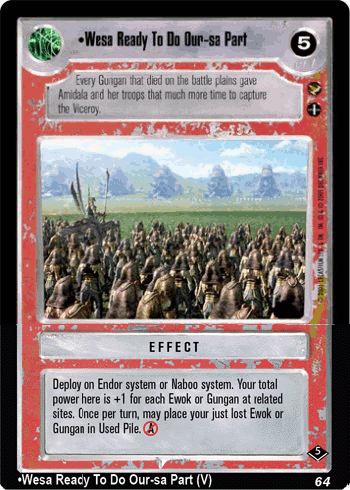 •Wesa Ready To Do Our-sa Part
5
Every Gungan that died on the battle plains gave
Amidala and her troops that much more time to capture
the Viceroy.
EFFECT
Deploy on Endor system or Naboo system. Your total
power here is +1 for each Ewok or Gungan at related
sites. Once per turn, may place your just lost Ewok or
Gungan in Used Pile. A
5
•Wesa Ready To Do Our-sa Part (V)
64